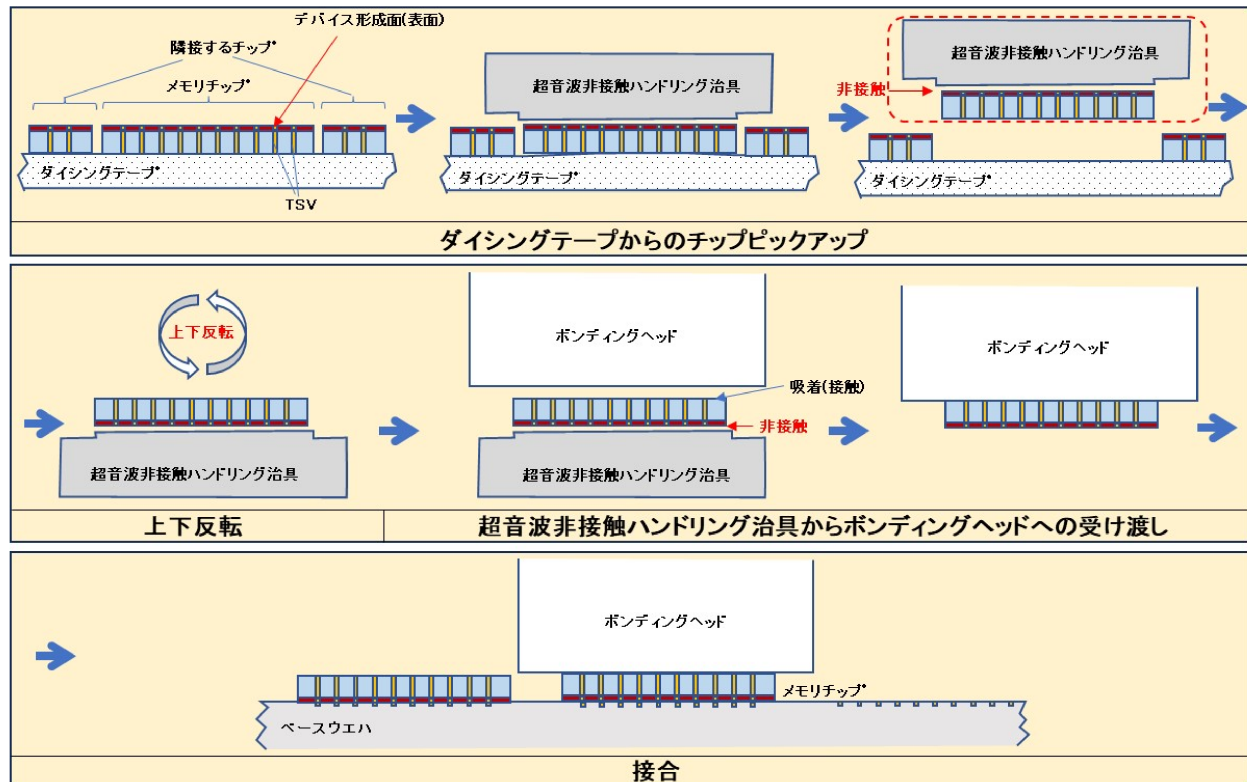 デバイス形成面(表面)
隣接するチップ
メモリチップ
ダイシングテープ
TSV
超音波非接触ハンドリング治具
ダイシングテープ
超音波非接触ハンドリング治具
非接触
ダイシングテープ
ダイシングテープからのチップピックアップ
上下反転
超音波非接触ハンドリング治具
ボンディングヘッド
吸着(接触)
非接触
超音波非接触ハンドリング治具
ボンディングヘッド
上下反転
超音波非接触ハンドリング治具からボンディングヘッドへの受け渡し
ボンディングヘッド
メモリチップ
ベースウエハ
接合